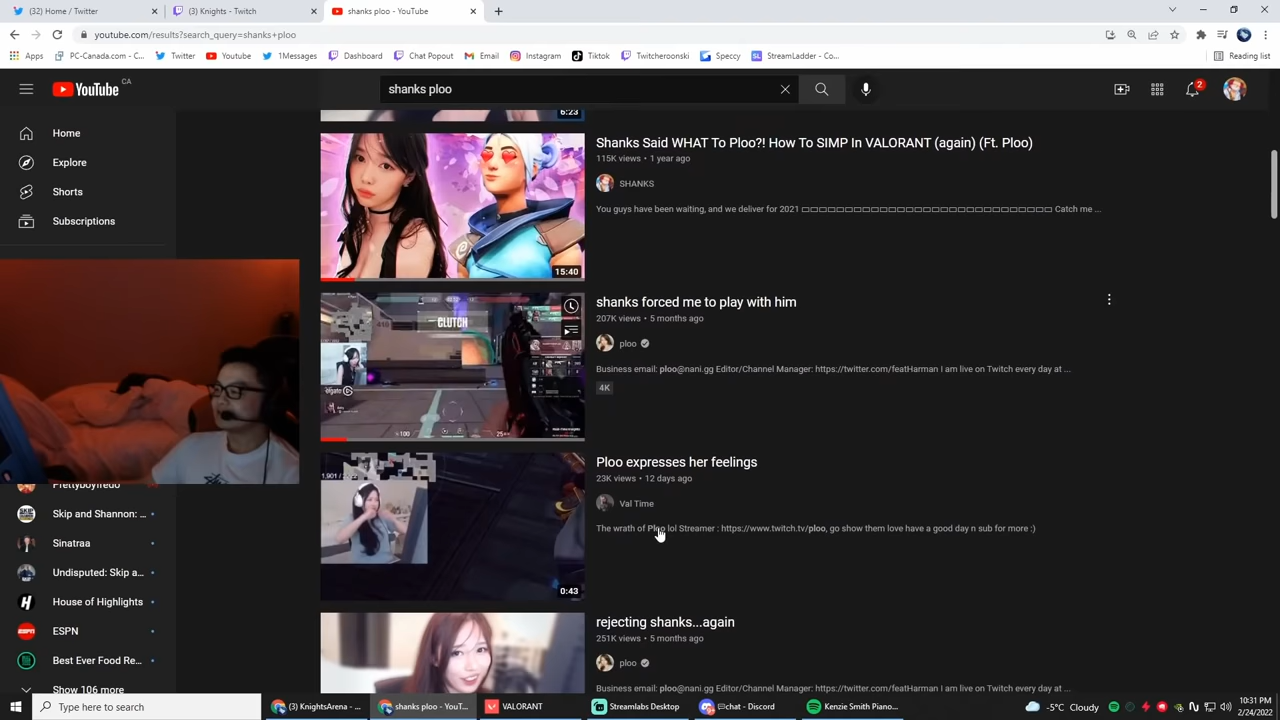 (32) Home / Twitter
(3) Knights - Twitch
shanks ploo - YouTube
youtube.com/results?search_query=shanks+ploo
Apps
PC-Canada.com - C...
Twitter
Youtube
1Messages
Dashboard
Chat Popout
Email
Instagram
Tiktok
Twitcheroonski
Speccy
StreamLadder - Co...
Reading list
YouTube CA
shanks ploo
2
Home
Explore
Shorts
Subscriptions
Prettyboyfredo
Skip and Shannon: ...
Sinatraa
Undisputed: Skip a...
House of Highlights
ESPN
Best Ever Food Re...
Show 106 more
6:23
Shanks Said WHAT To Ploo?! How To SIMP In VALORANT (again) (Ft. Ploo)
115K views • 1 year ago
SHANKS
You guys have been waiting, and we deliver for 2021 ▭▭▭▭▭▭▭▭▭▭▭▭▭▭▭▭▭▭▭▭▭▭▭▭▭▭▭▭ Catch me ...
15:40
shanks forced me to play with him
207K views • 5 months ago
ploo
Business email: ploo@nani.gg Editor/Channel Manager: https://twitter.com/featHarman I am live on Twitch every day at ...
4K
CLUTCH
elgato
100
25
Ploo expresses her feelings
23K views • 12 days ago
Val Time
The wrath of Ploo lol Streamer : https://www.twitch.tv/ploo, go show them love have a good day n sub for more :)
0:43
rejecting shanks...again
251K views • 5 months ago
ploo
Business email: ploo@nani.gg Editor/Channel Manager: https://twitter.com/featHarman I am live on Twitch every day at ...
Type here to search
(3) KnightsArena - ...
shanks ploo - YouT...
VALORANT
Streamlabs Desktop
chat - Discord
Kenzie Smith Piano...
-5°C Cloudy
10:31 PM
2/24/2022